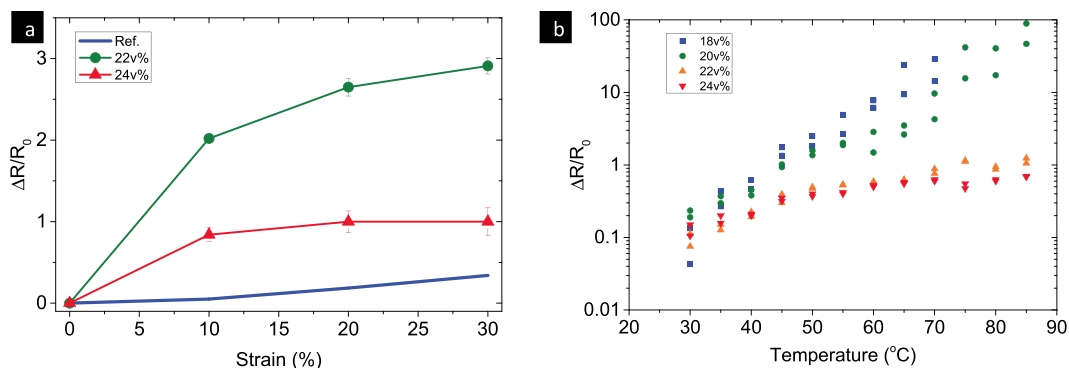 a
Ref.
22v%
24v%
3
2
1
0
ΔR/R0
0 5 10 15 20 25 30
Strain (%)
b
18v%
20v%
22v%
24v%
100
10
1
0.1
0.01
ΔR/R0
20 30 40 50 60 70 80 90
Temperature (oC)